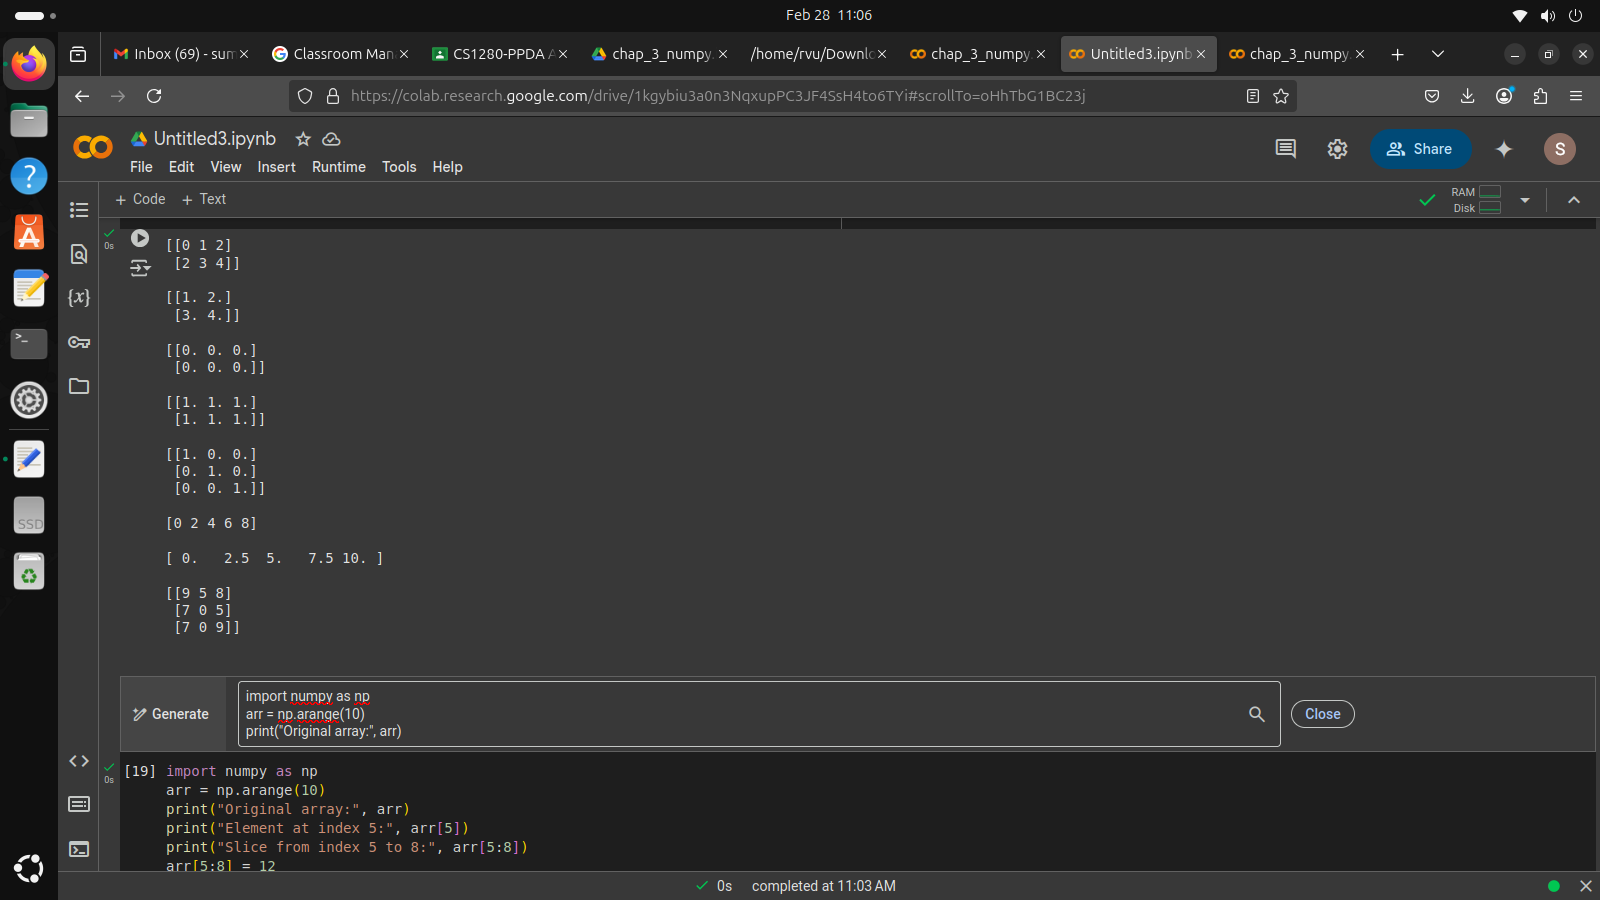 Feb 28 11:06
Inbox (69) - sum
Classroom Man
CS1280-PPDA A
chap_3_numpy.
/home/rvu/Downlo
chap_3_numpy.
Untitled3.ipynb
chap_3_numpy.
https://colab.research.google.com/drive/1kgybiu3a0n3NqxupPC3JF4SsH4to6TYi#scrollTo=oHhTbG1BC23j
Untitled3.ipynb
File Edit View Insert Runtime Tools Help
Share
S
+ Code + Text
RAM
Disk
0s
[[0 1 2]
[2 3 4]]
[[1. 2.]
[3. 4.]]
[[0. 0. 0.]
[0. 0. 0.]]
[[1. 1. 1.]
[1. 1. 1.]]
[[1. 0. 0.]
[0. 1. 0.]
[0. 0. 1.]]
[0 2 4 6 8]
[ 0. 2.5 5. 7.5 10. ]
[[9 5 8]
[7 0 5]
[7 0 9]]
Generate
import numpy as np
arr = np.arange(10)
print("Original array:", arr)
Close
0s
[19] import numpy as np
arr = np.arange(10)
print("Original array:", arr)
print("Element at index 5:", arr[5])
print("Slice from index 5 to 8:", arr[5:8])
arr[5:8] = 12
0s completed at 11:03 AM
SSD